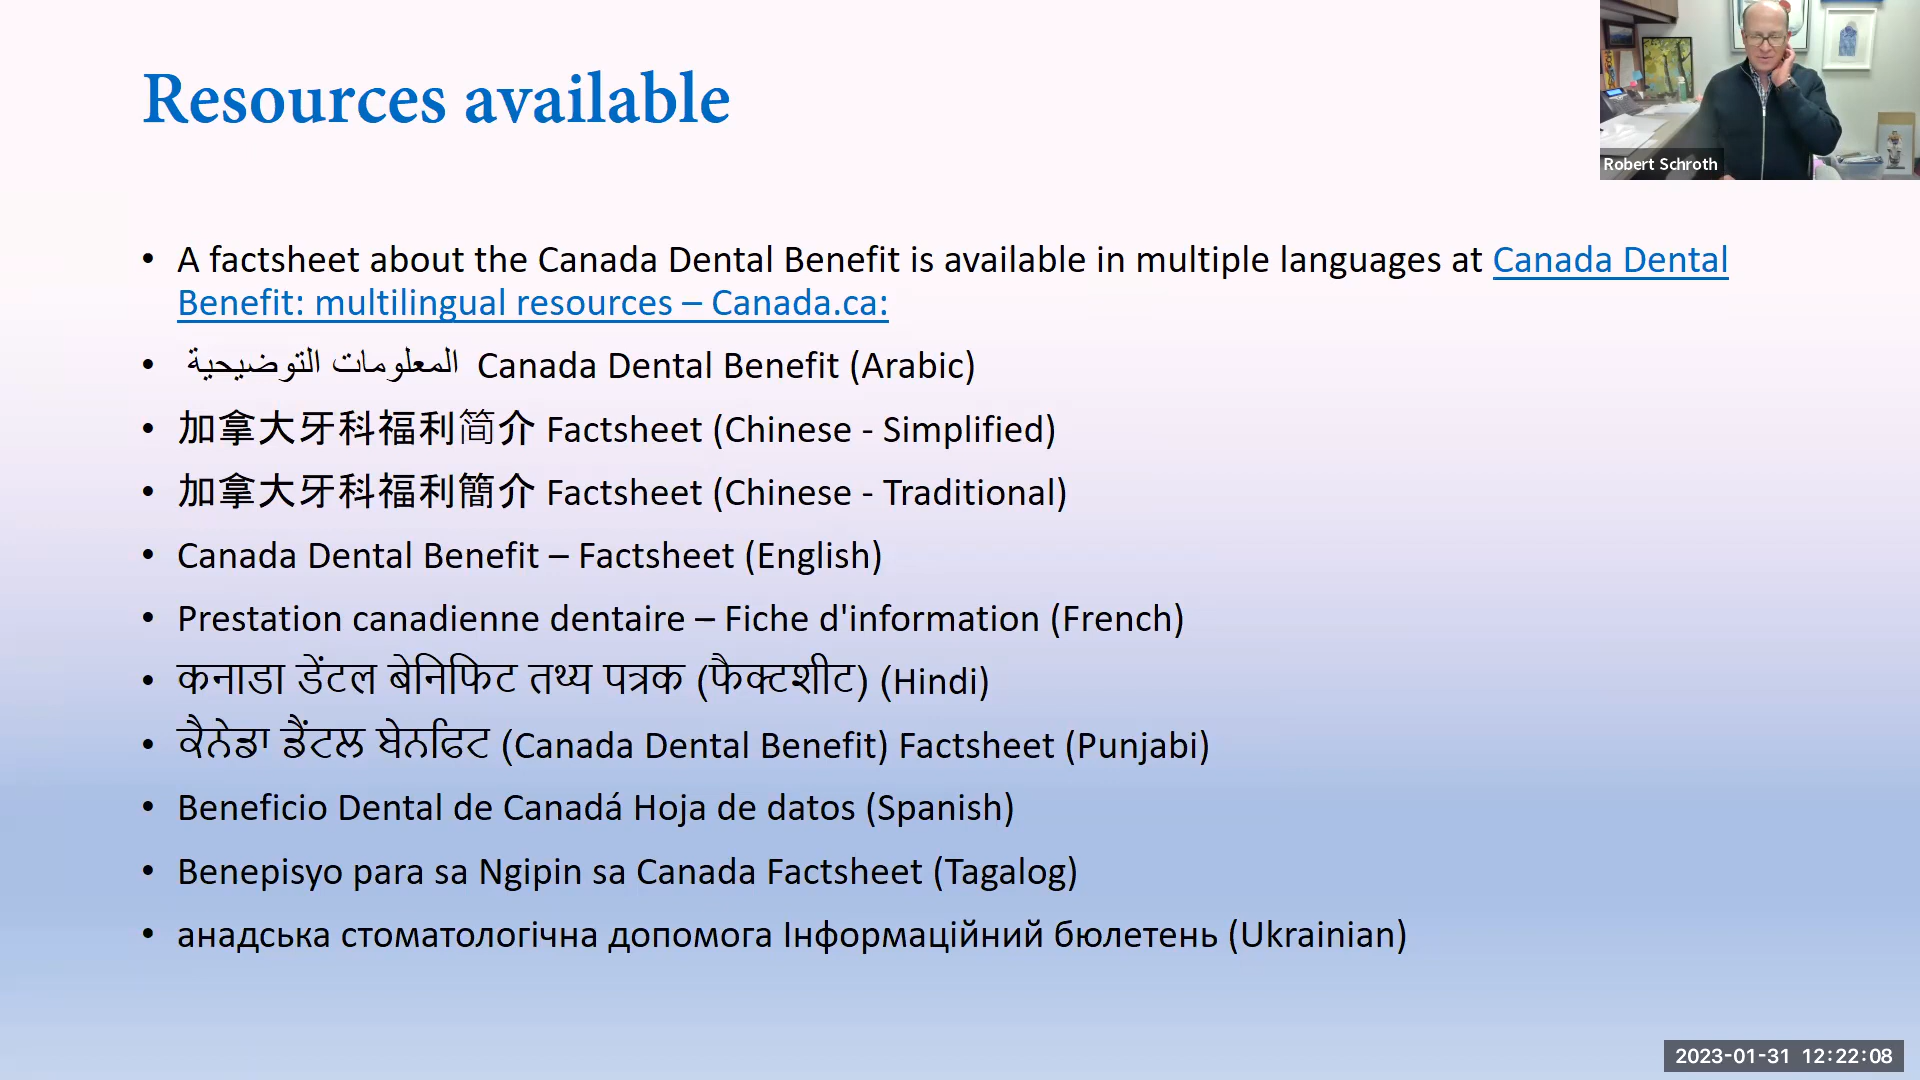 Resources available
Robert Schroth
• A factsheet about the Canada Dental Benefit is available in multiple languages at Canada Dental
Benefit: multilingual resources – Canada.ca:
• المعلومات التوضيحية Canada Dental Benefit (Arabic)
• 加拿大牙科福利简介 Factsheet (Chinese - Simplified)
• 加拿大牙科福利簡介 Factsheet (Chinese - Traditional)
• Canada Dental Benefit – Factsheet (English)
• Prestation canadienne dentaire – Fiche d'information (French)
• कनाडा डेंटल बेनिफिट तथ्य पत्रक (फैक्टशीट) (Hindi)
• ਕੈਨੇਡਾ ਡੈਂਟਲ ਬੇਨਫਿਟ (Canada Dental Benefit) Factsheet (Punjabi)
• Beneficio Dental de Canadá Hoja de datos (Spanish)
• Benepisyo para sa Ngipin sa Canada Factsheet (Tagalog)
• анадська стоматологічна допомога Інформаційний бюлетень (Ukrainian)
2023-01-31 12:22:08